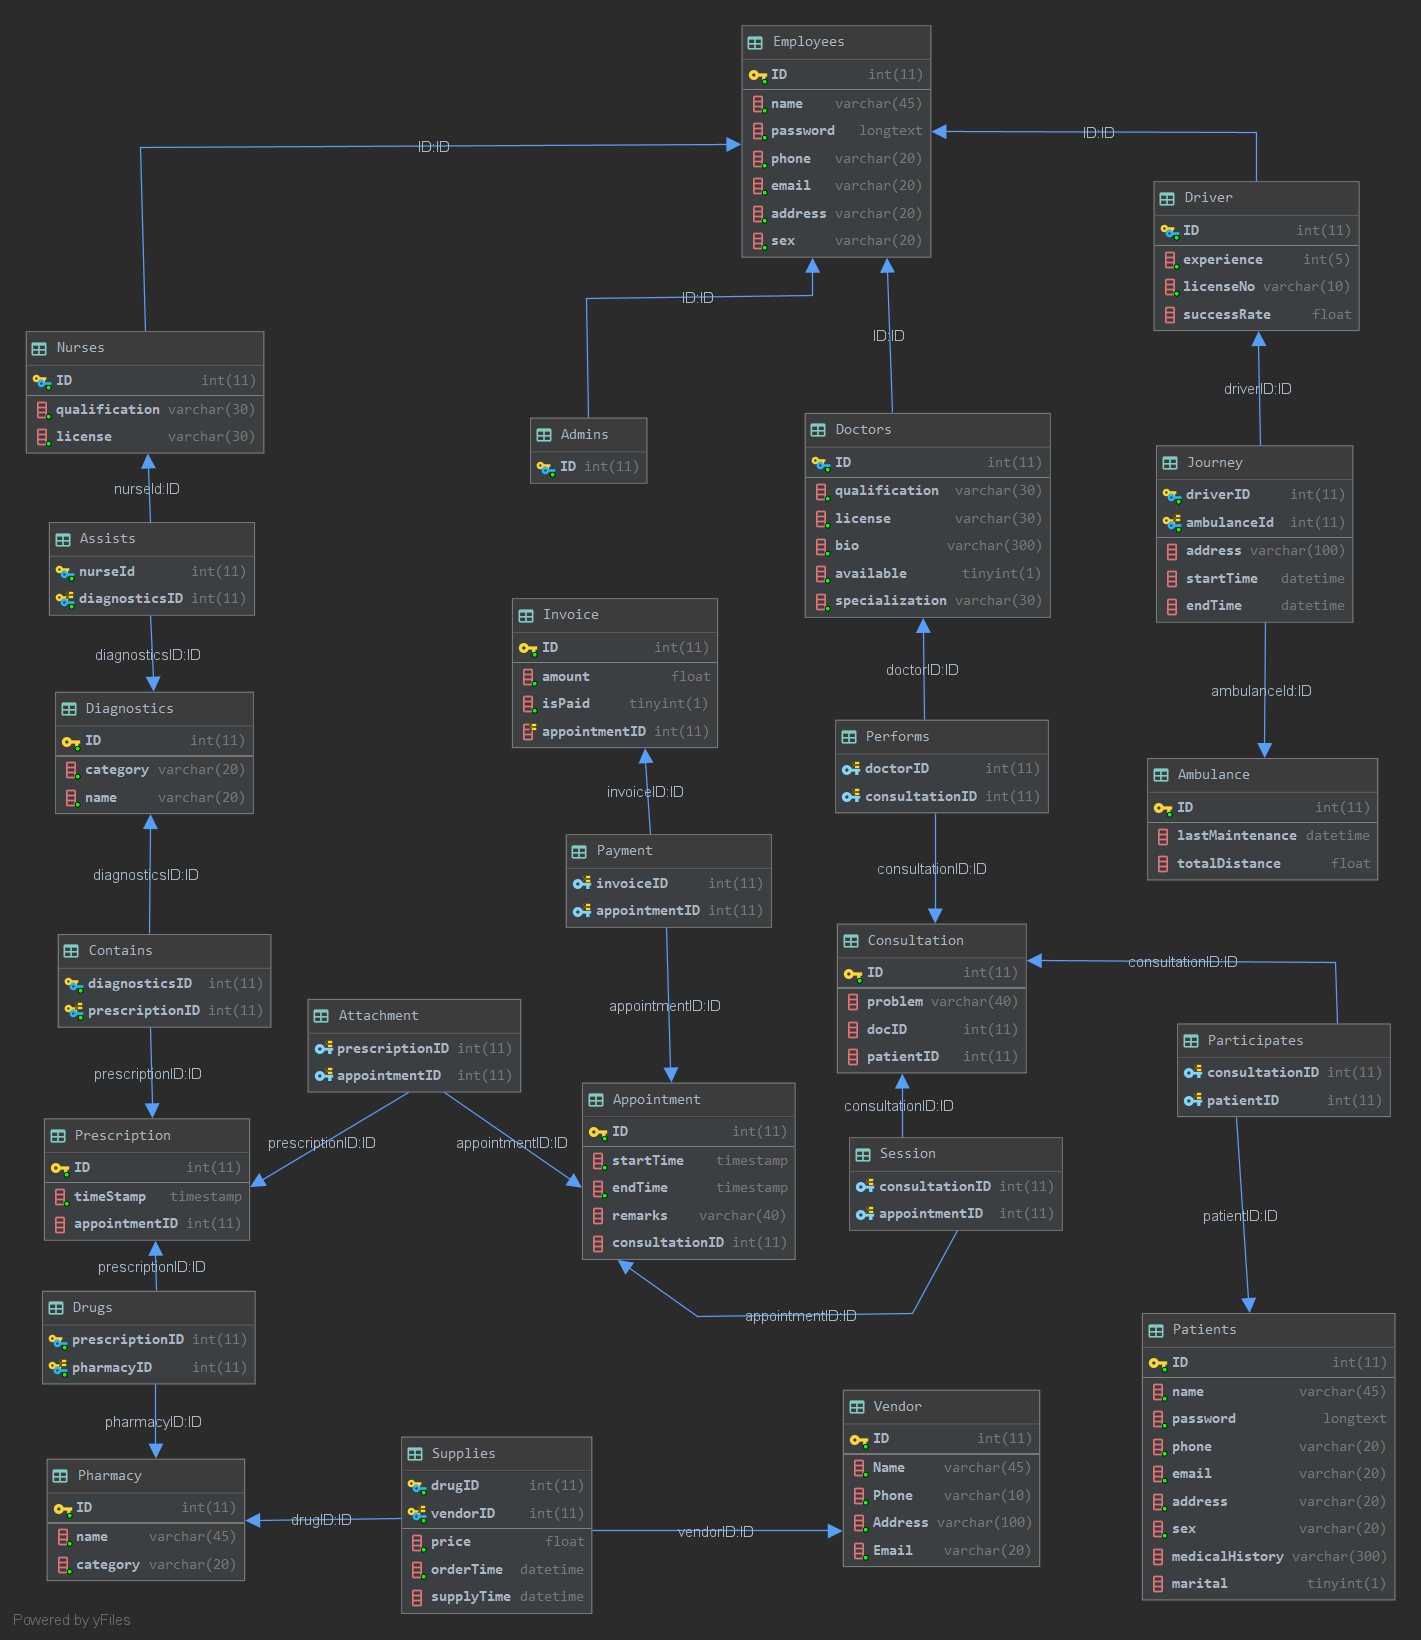 Employees
ID int(11)
name varchar(45)
password longtext
phone varchar(20)
email varchar(20)
address varchar(20)
sex varchar(20)
ID:ID
ID:ID
Driver
ID int(11)
experience int(5)
licenseNo varchar(10)
successRate float
ID:ID
ID:ID
Nurses
ID int(11)
qualification varchar(30)
license varchar(30)
driverID:ID
Admins
ID int(11)
Doctors
ID int(11)
qualification varchar(30)
license varchar(30)
bio varchar(300)
available tinyint(1)
specialization varchar(30)
Journey
driverID int(11)
ambulanceId int(11)
address varchar(100)
startTime datetime
endTime datetime
nurseId:ID
Assists
nurseId int(11)
diagnosticsID int(11)
diagnosticsID:ID
Invoice
ID int(11)
amount float
isPaid tinyint(1)
appointmentID int(11)
doctorID:ID
ambulanceId:ID
Diagnostics
ID int(11)
category varchar(20)
name varchar(20)
invoiceID:ID
Performs
doctorID int(11)
consultationID int(11)
Ambulance
ID int(11)
lastMaintenance datetime
totalDistance float
diagnosticsID:ID
Payment
invoiceID int(11)
appointmentID int(11)
consultationID:ID
Contains
diagnosticsID int(11)
prescriptionID int(11)
appointmentID:ID
Consultation
ID int(11)
problem varchar(40)
docID int(11)
patientID int(11)
consultationID:ID
Attachment
prescriptionID int(11)
appointmentID int(11)
Participates
consultationID int(11)
patientID int(11)
prescriptionID:ID
consultationID:ID
Prescription
ID int(11)
timeStamp timestamp
appointmentID int(11)
prescriptionID:ID
appointmentID:ID
Appointment
ID int(11)
startTime timestamp
endTime timestamp
remarks varchar(40)
consultationID int(11)
Session
consultationID int(11)
appointmentID int(11)
patientID:ID
prescriptionID:ID
Drugs
prescriptionID int(11)
pharmacyID int(11)
appointmentID:ID
Patients
ID int(11)
name varchar(45)
password longtext
phone varchar(20)
email varchar(20)
address varchar(20)
sex varchar(20)
medicalHistory varchar(300)
marital tinyint(1)
pharmacyID:ID
Vendor
ID int(11)
Name varchar(45)
Phone varchar(10)
Address varchar(100)
Email varchar(20)
Pharmacy
ID int(11)
name varchar(45)
category varchar(20)
drugID:ID
Supplies
drugID int(11)
vendorID int(11)
price float
orderTime datetime
supplyTime datetime
vendorID:ID
Powered by yFiles